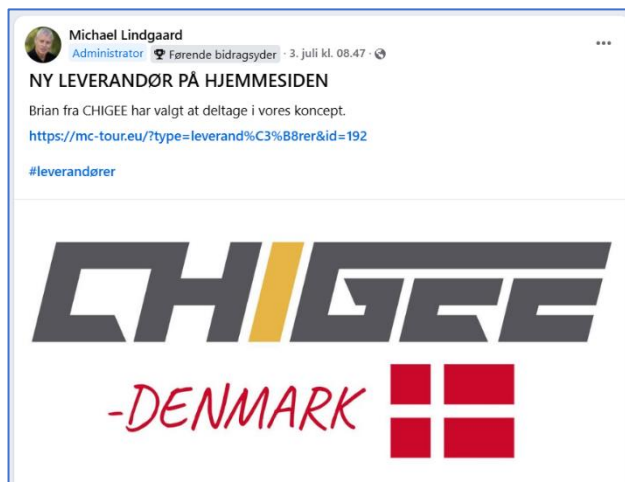 Michael Lindgaard
Administrator Førende bidragsyder · 3. juli kl. 08.47 ·
NY LEVERANDØR PÅ HJEMMESIDEN
Brian fra CHIGEE har valgt at deltage i vores koncept.
https://mc-tour.eu/?type=leverand%C3%B8rer&id=192
#leverandører
CHIGEE
-DENMARK